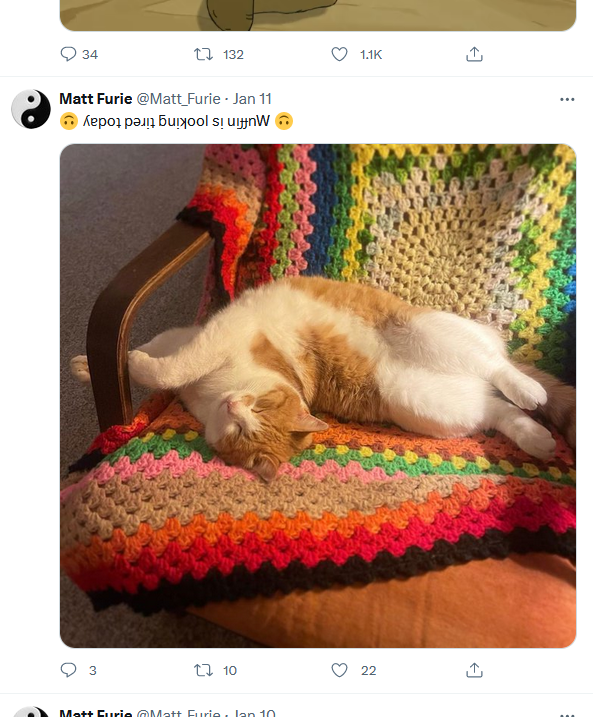 34 132 1.1K
Matt Furie @Matt_Furie · Jan 11
🙃 ʎɐpoʇ pǝɹᴉʇ ƃuᴉʞool sᴉ uᴉɟɟnW 🙃
3 10 22
Matt Furie @Matt_Furie · Jan 10